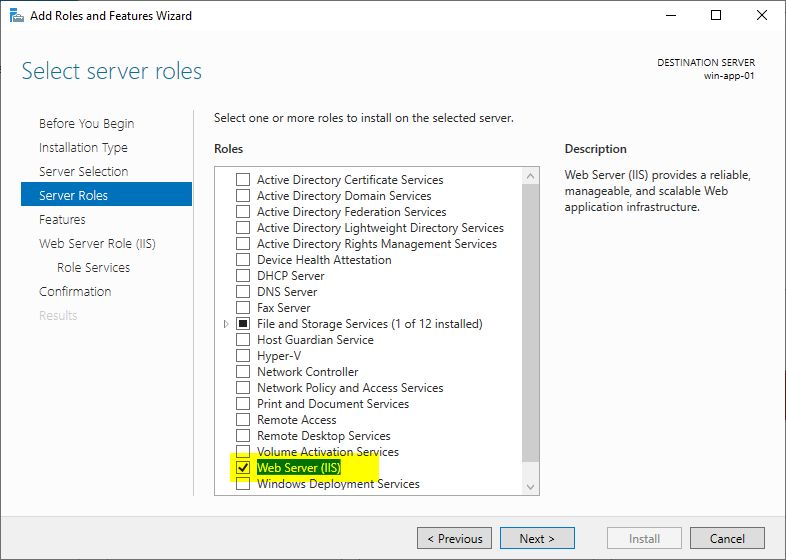 Add Roles and Features Wizard
Select server roles
DESTINATION SERVER
win-app-01
Before You Begin
Installation Type
Server Selection
Server Roles
Features
Web Server Role (IIS)
Role Services
Confirmation
Results
Select one or more roles to install on the selected server.
Roles
Active Directory Certificate Services
Active Directory Domain Services
Active Directory Federation Services
Active Directory Lightweight Directory Services
Active Directory Rights Management Services
Device Health Attestation
DHCP Server
DNS Server
Fax Server
File and Storage Services (1 of 12 installed)
Host Guardian Service
Hyper-V
Network Controller
Network Policy and Access Services
Print and Document Services
Remote Access
Remote Desktop Services
Volume Activation Services
Web Server (IIS)
Windows Deployment Services
Description
Web Server (IIS) provides a reliable,
manageable, and scalable Web
application infrastructure.
< Previous
Next >
Install
Cancel